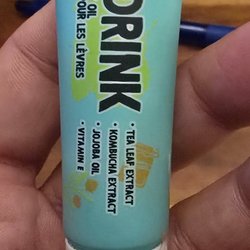 DRINK
OIL
POUR LES LÈVRES
• TEA LEAF EXTRACT
• KOMBUCHA EXTRACT
• JOJOBA OIL
• VITAMIN E